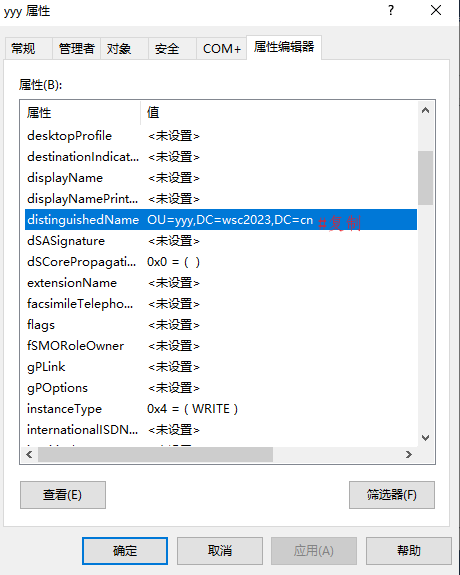 yyy 属性
?
常规 管理者 对象 安全 COM+ 属性编辑器
属性(B):
属性 值
desktopProfile <未设置>
destinationIndicat... <未设置>
displayName <未设置>
displayNamePrint... <未设置>
distinguishedName OU=yyy,DC=wsc2023,DC=cn
dSASignature <未设置>
dSCorePropagati... 0x0 = ( )
extensionName <未设置>
facsimileTelepho... <未设置>
flags <未设置>
fSMORoleOwner <未设置>
gPLink <未设置>
gPOptions <未设置>
instanceType 0x4 = ( WRITE )
internationalISDN... <未设置>
查看(E) 筛选器(F)
确定 取消 应用(A) 帮助